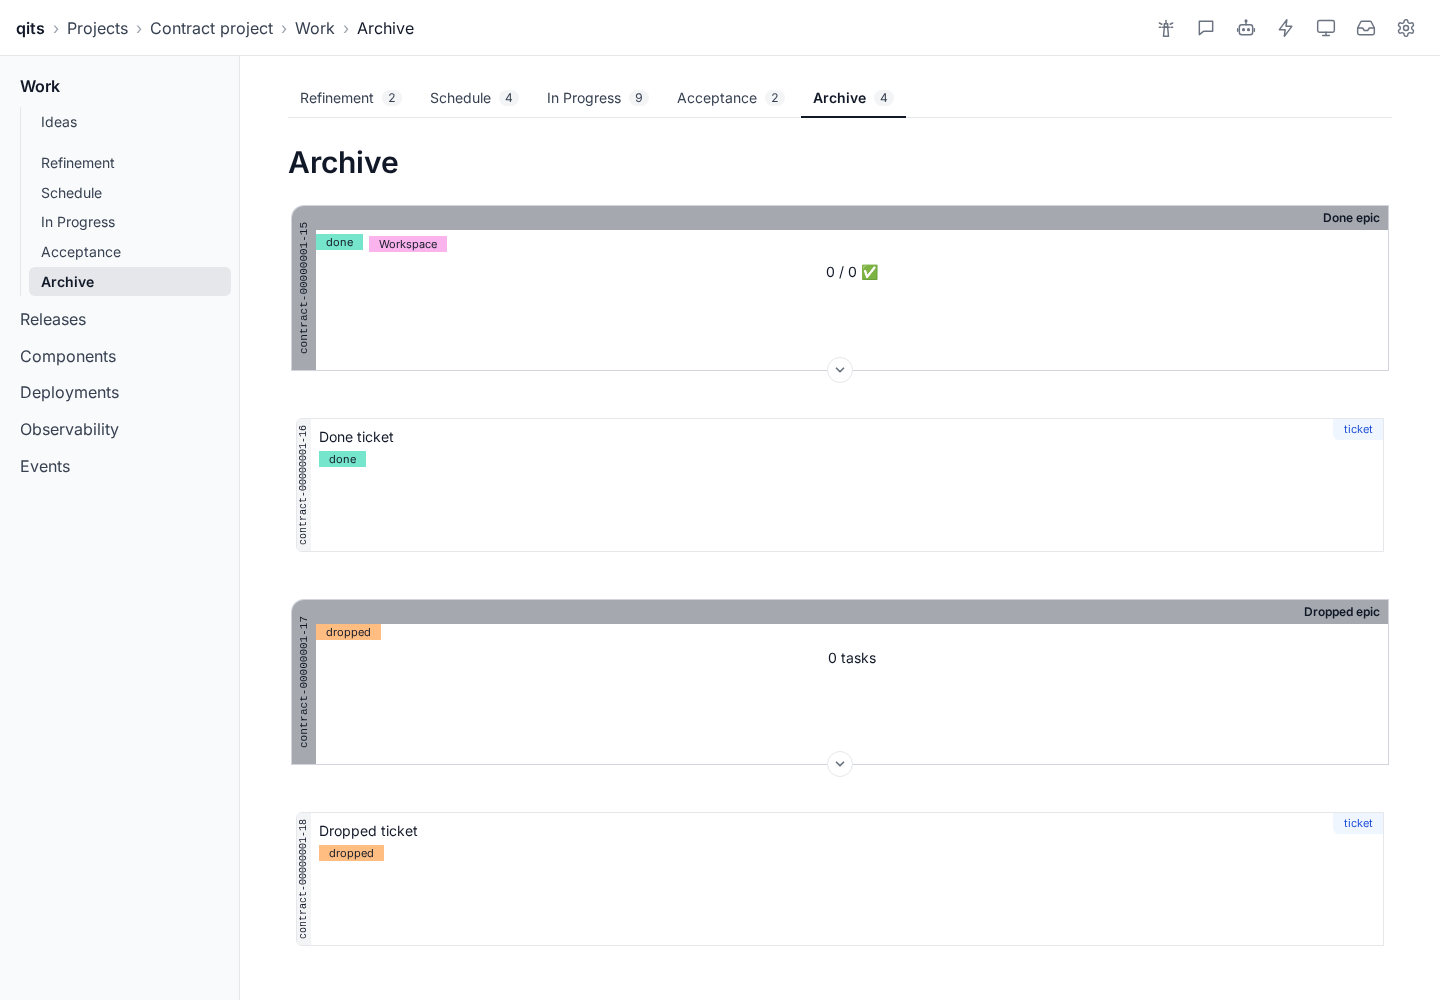 qits › Projects › Contract project › Work › Archive
Work
Ideas
Refinement
Schedule
In Progress
Acceptance
Archive
Releases
Components
Deployments
Observability
Events
Refinement 2 Schedule 4 In Progress 9 Acceptance 2 Archive 4
Archive
contract-00000001-15
Done epic
done Workspace
0 / 0 ✅
contract-00000001-16
Done ticket
ticket
done
contract-00000001-17
Dropped epic
dropped
0 tasks
contract-00000001-18
Dropped ticket
ticket
dropped